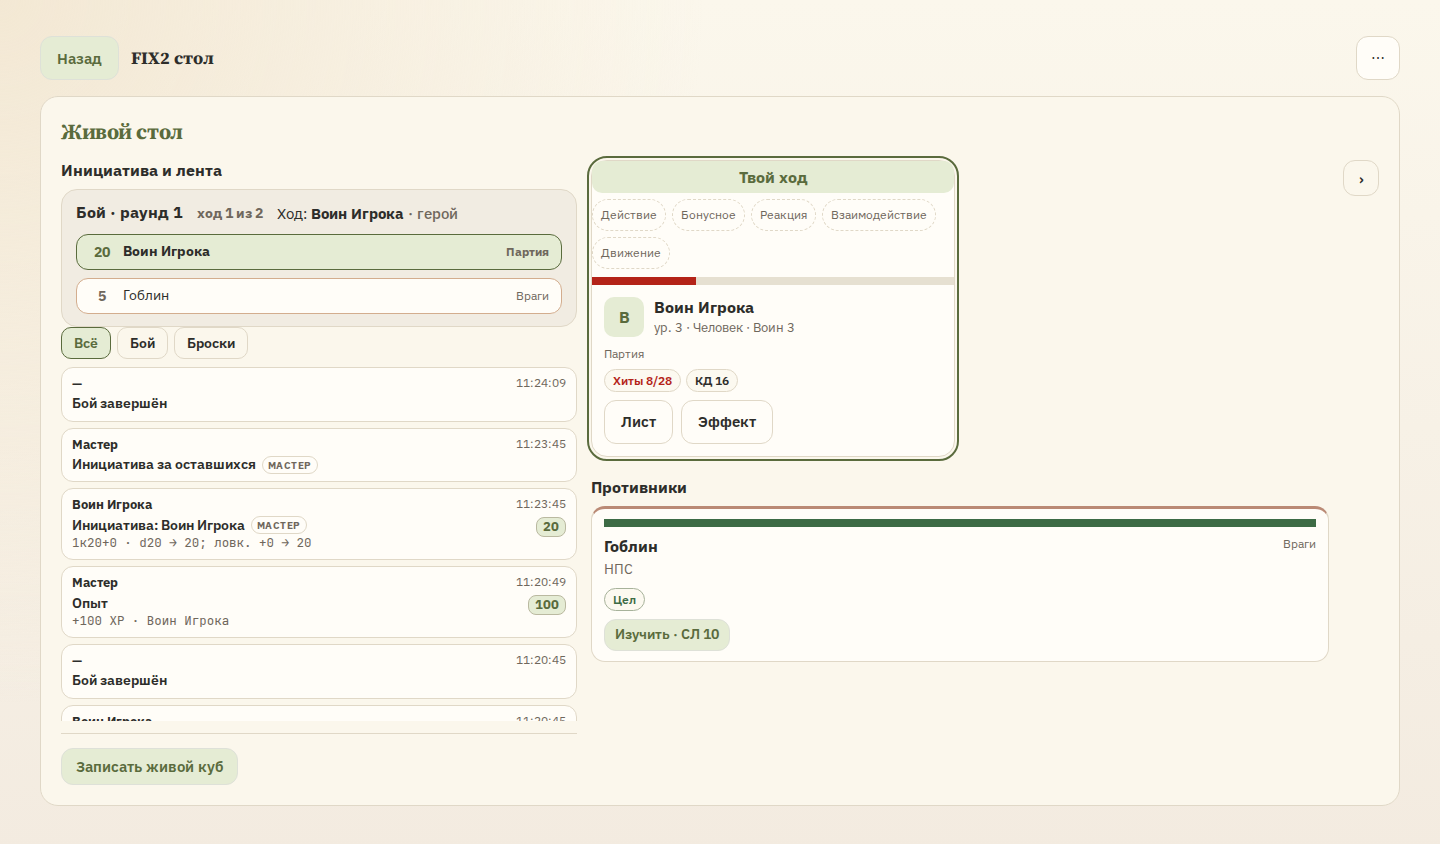 Назад
FIX2 стол
...
Живой стол
Инициатива и лента
Бой · раунд 1 ход 1 из 2 Ход: Воин Игрока · герой
20 Воин Игрока Партия
5 Гоблин Враги
Всё Бой Броски
— 11:24:09
Бой завершён
Мастер 11:23:45
Инициатива за оставшихся МАСТЕР
Воин Игрока 11:23:45
Инициатива: Воин Игрока МАСТЕР 20
1к20+0 · d20 → 20; ловк. +0 → 20
Мастер 11:20:49
Опыт 100
+100 XP · Воин Игрока
— 11:20:45
Бой завершён
Воин Игрока 11:20:45
Записать живой куб
Твой ход
Действие Бонусное Реакция Взаимодействие
Движение
В Воин Игрока
ур. 3 · Человек · Воин 3
Партия
Хиты 8/28 КД 16
Лист Эффект
Противники
Гоблин Враги
НПС
Цел
Изучить · СЛ 10
›